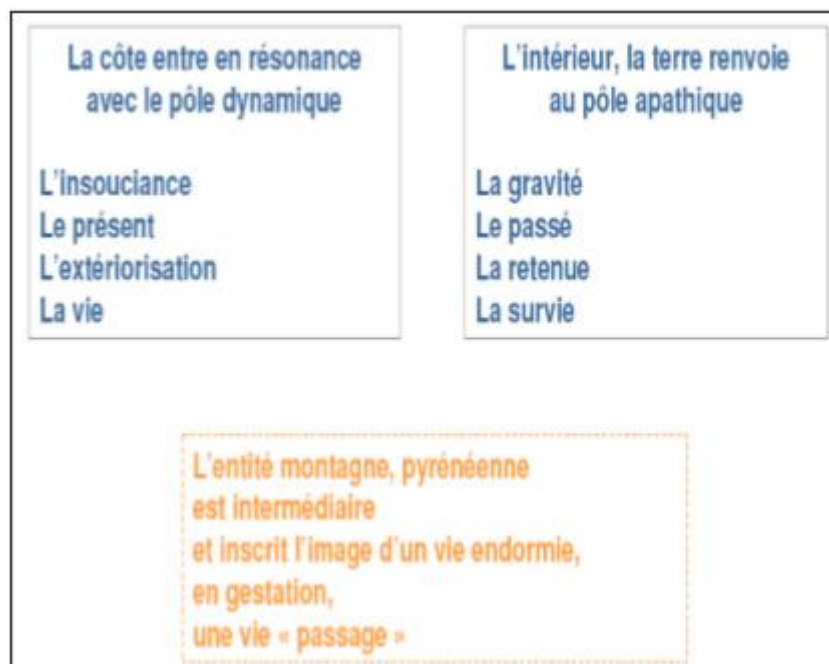 La côte entre en résonance
avec le pôle dynamique
L'insouciance
Le présent
L'extériorisation
La vie
L'intérieur, la terre renvoie
au pôle apathique
La gravité
Le passé
La retenue
La survie
L'entité montagne, pyrénéenne
est intermédiaire
et inscrit l'image d'un vie endormie,
en gestation,
une vie « passage »